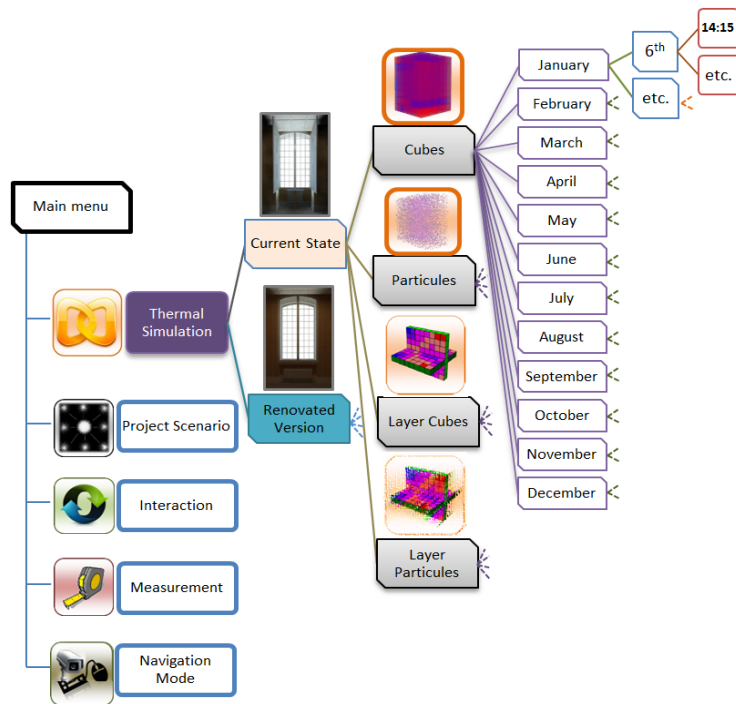 Main menu
Thermal
Simulation
Project Scenario
Interaction
Measurement
Navigation
Mode
Current State
Renovated
Version
Cubes
Particules
Layer Cubes
Layer
Particules
January
February
March
April
May
June
July
August
September
October
November
December
6th
etc.
14:15
etc.